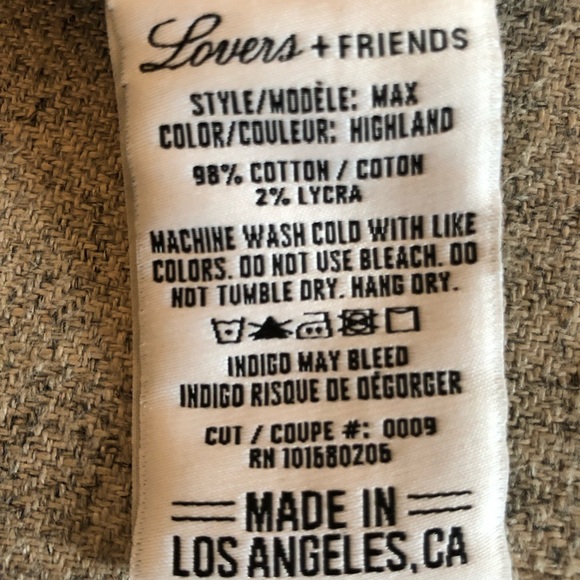 Lovers + FRIENDS
STYLE/MODÈLE: MAX
COLOR/COULEUR: HIGHLAND
98% COTTON / COTON
2% LYCRA
MACHINE WASH COLD WITH LIKE
COLORS. DO NOT USE BLEACH. DO
NOT TUMBLE DRY. HANG DRY.
INDIGO MAY BLEED
INDIGO RISQUE DE DÉGORGER
CUT / COUPE #: 0009
RN 101680206
MADE IN
LOS ANGELES, CA